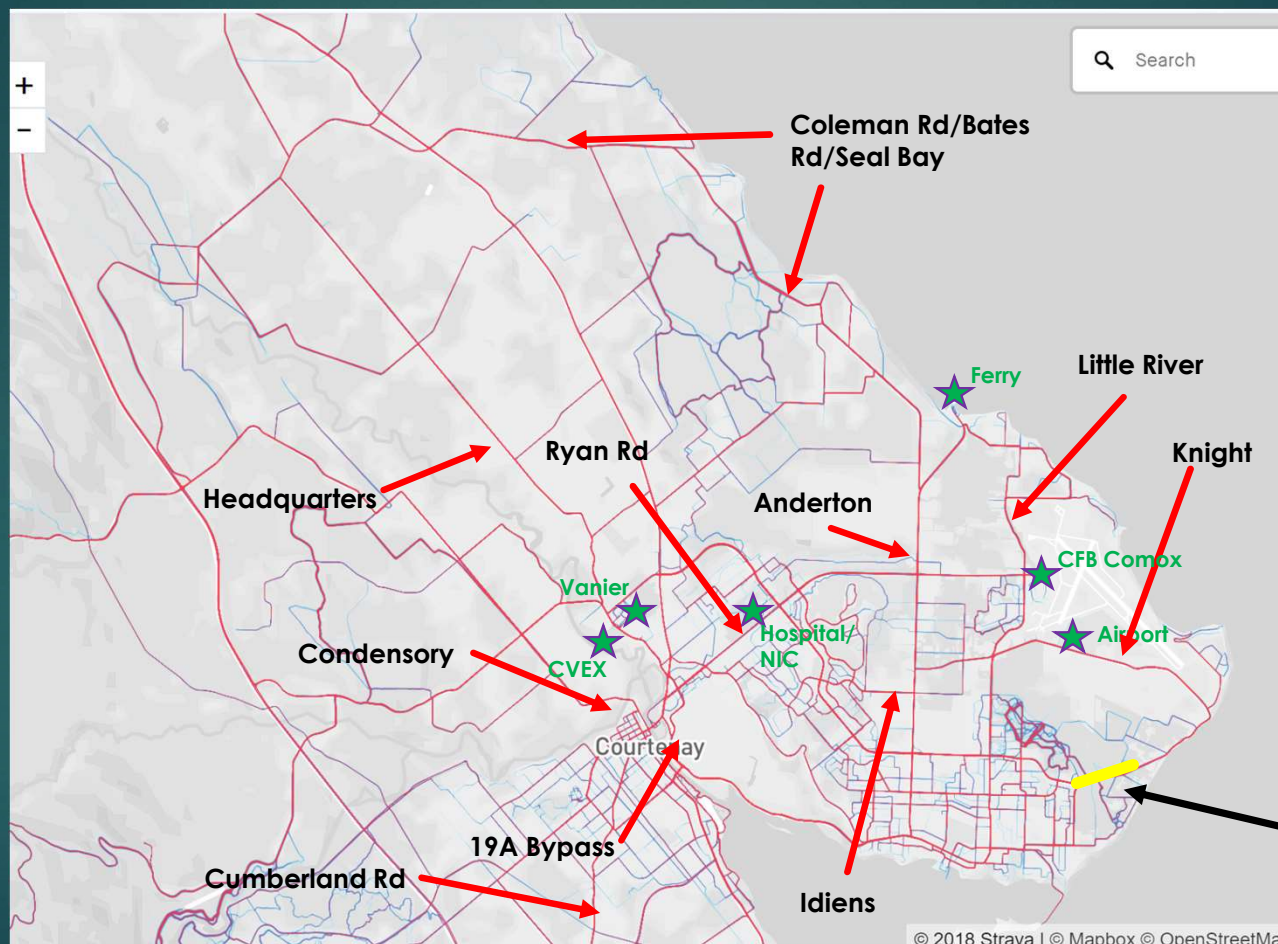 +
−
Search
Coleman Rd/Bates
Rd/Seal Bay
Ferry
Little River
Ryan Rd
Knight
Headquarters
Anderton
CFB Comox
Vanier
Hospital/
NIC
Airport
Condensory
CVEX
Courtenay
19A Bypass
Cumberland Rd
Idiens
© 2018 Strava | © Mapbox © OpenStreetMa